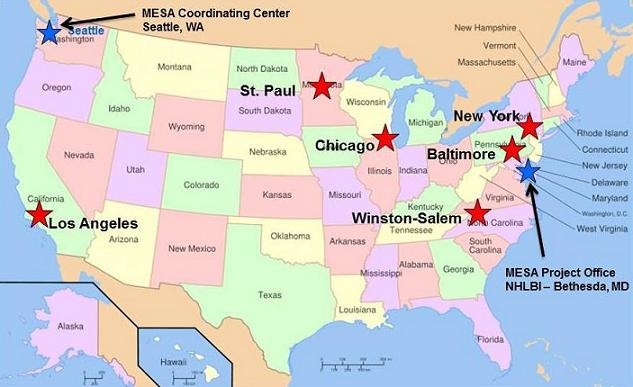 MESA Coordinating Center
Seattle, WA
Seattle
Washington
Montana
North Dakota
Minnesota
New Hampshire
Vermont
Massachusetts
Maine
Oregon
Idaho
St. Paul
South Dakota
Wisconsin
Michigan
New York
Wyoming
Chicago
Baltimore
Pennsylvania
Rhode Island
Connecticut
New Jersey
Delaware
Maryland
Washington, D.C.
West Virginia
Nevada
Utah
Nebraska
Illinois
Indiana
Ohio
California
Colorado
Kansas
Missouri
Kentucky
Virginia
Los Angeles
Winston-Salem
North Carolina
Tennessee
Arizona
New Mexico
Oklahoma
Arkansas
South
Carolina
Mississippi
Alabama
Georgia
MESA Project Office
NHLBI – Bethesda, MD
Texas
Louisiana
Florida
Alaska
Hawaii